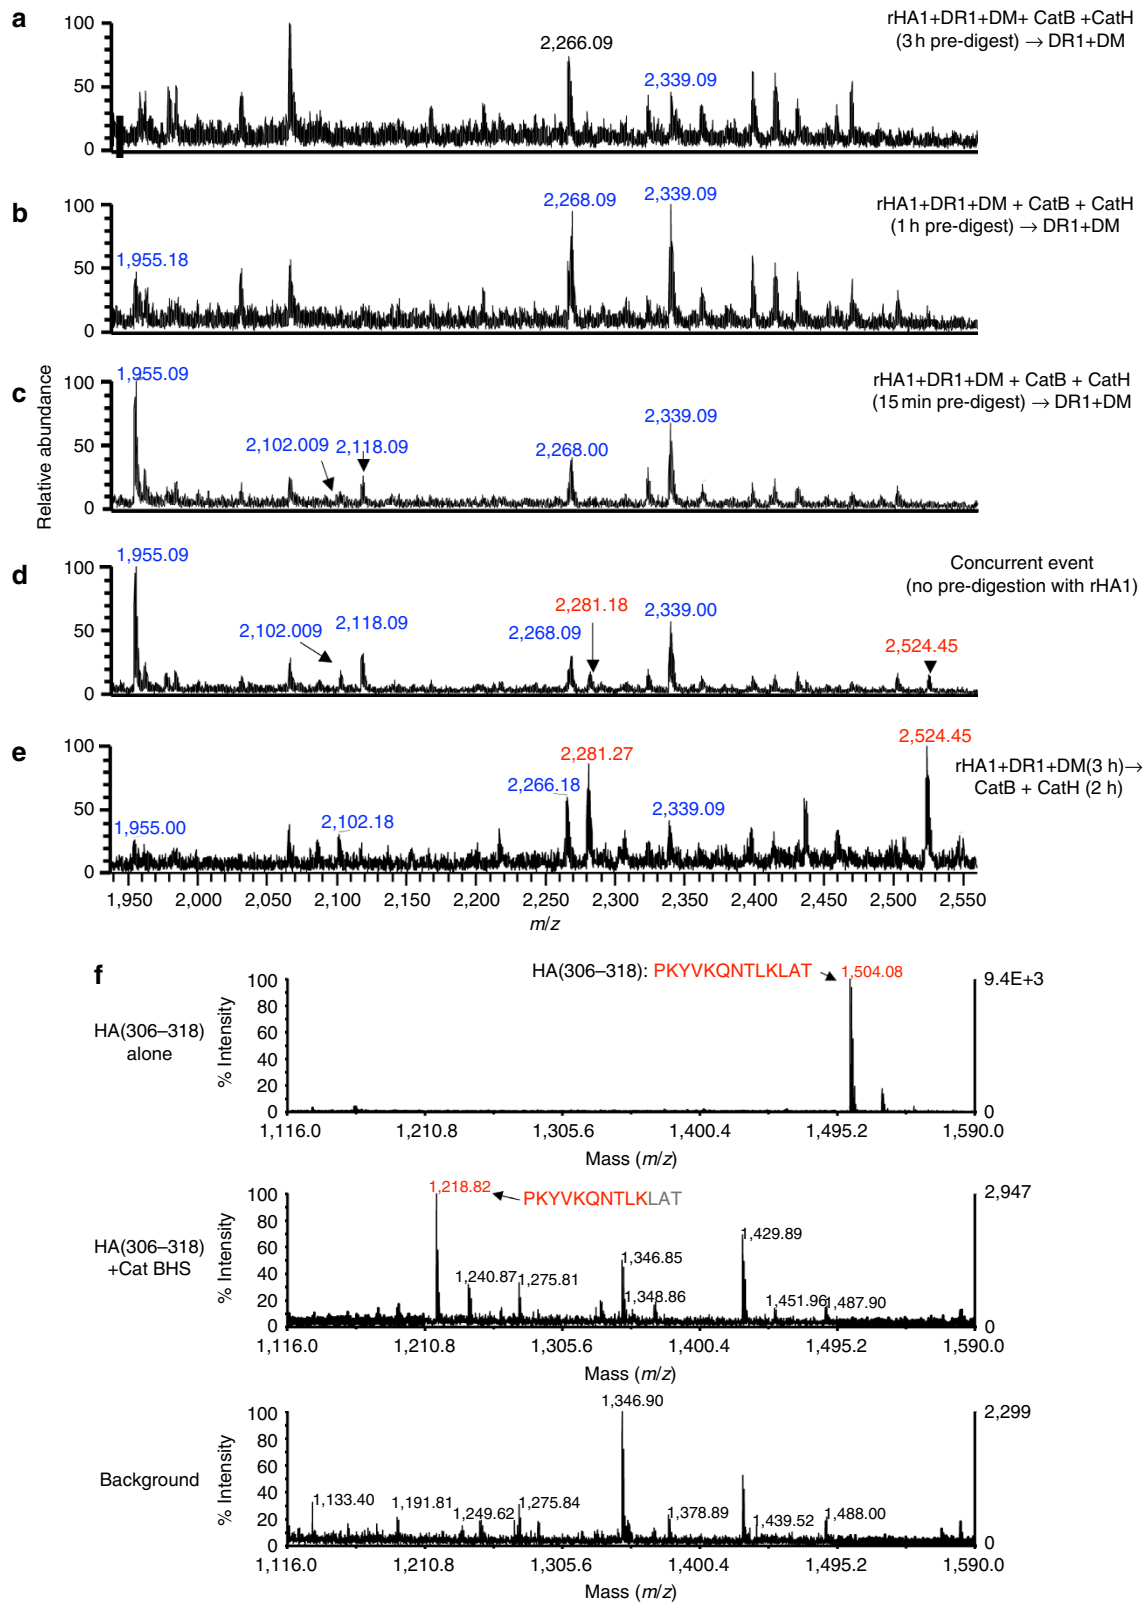 a
100
50
0
2,266.09
2,339.09
rHA1+DR1+DM+ CatB +CatH
(3 h pre-digest) → DR1+DM
b
100
50
0
1,955.18
2,268.09
2,339.09
rHA1+DR1+DM + CatB + CatH
(1 h pre-digest) → DR1+DM
Relative abundance
c
100
50
0
1,955.09
2,102.009
2,118.09
2,268.00
2,339.09
rHA1+DR1+DM + CatB + CatH
(15 min pre-digest) → DR1+DM
d
100
50
0
1,955.09
2,102.009
2,118.09
2,268.09
2,281.18
2,339.00
2,524.45
Concurrent event
(no pre-digestion with rHA1)
e
100
50
0
1,955.00
2,102.18
2,266.18
2,281.27
2,339.09
2,524.45
rHA1+DR1+DM(3 h)→
CatB + CatH (2 h)
1,950 2,000 2,050 2,100 2,150 2,200 2,250 2,300 2,350 2,400 2,450 2,500 2,550
m/z
f
HA(306–318): PKYVKQNTLKLAT
1,504.08
HA(306–318)
alone
% Intensity
100
80
60
40
20
0
9.4E+3
0
1,116.0 1,210.8 1,305.6 1,400.4 1,495.2 1,590.0
Mass (m/z)
1,218.82
PKYVKQNTLKLAT
HA(306–318)
+Cat BHS
% Intensity
100
80
60
40
20
0
1,240.87
1,275.81
1,346.85
1,348.86
1,429.89
1,451.96
1,487.90
2,947
0
1,116.0 1,210.8 1,305.6 1,400.4 1,495.2 1,590.0
Mass (m/z)
Background
% Intensity
100
80
60
40
20
0
1,133.40
1,191.81
1,249.62
1,275.84
1,346.90
1,378.89
1,439.52
1,488.00
2,299
0
1,116.0 1,210.8 1,305.6 1,400.4 1,495.2 1,590.0
Mass (m/z)